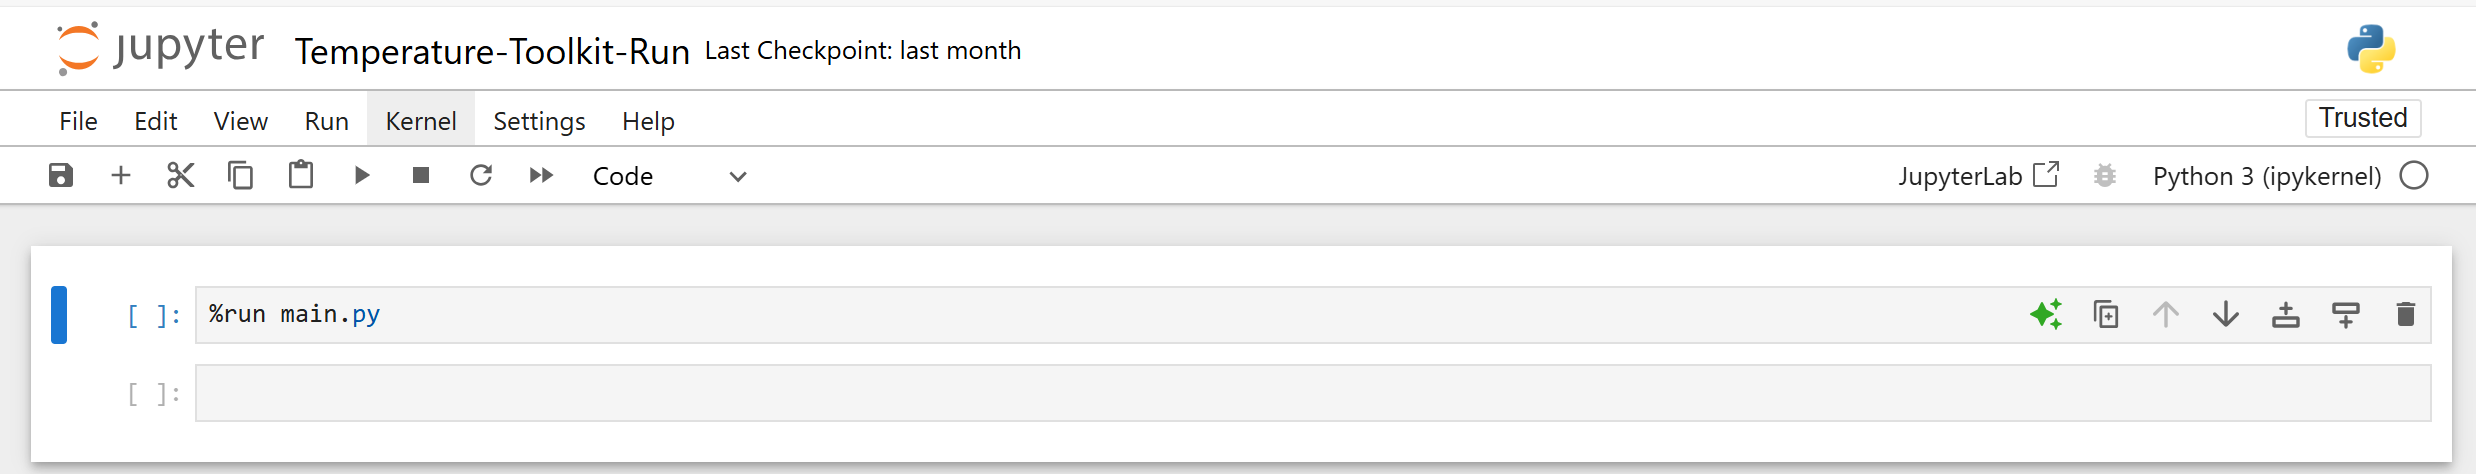 jupyter Temperature-Toolkit-Run Last Checkpoint: last month
File Edit View Run Kernel Settings Help Trusted
Code JupyterLab Python 3 (ipykernel)
[ ]: %run main.py
[ ]: